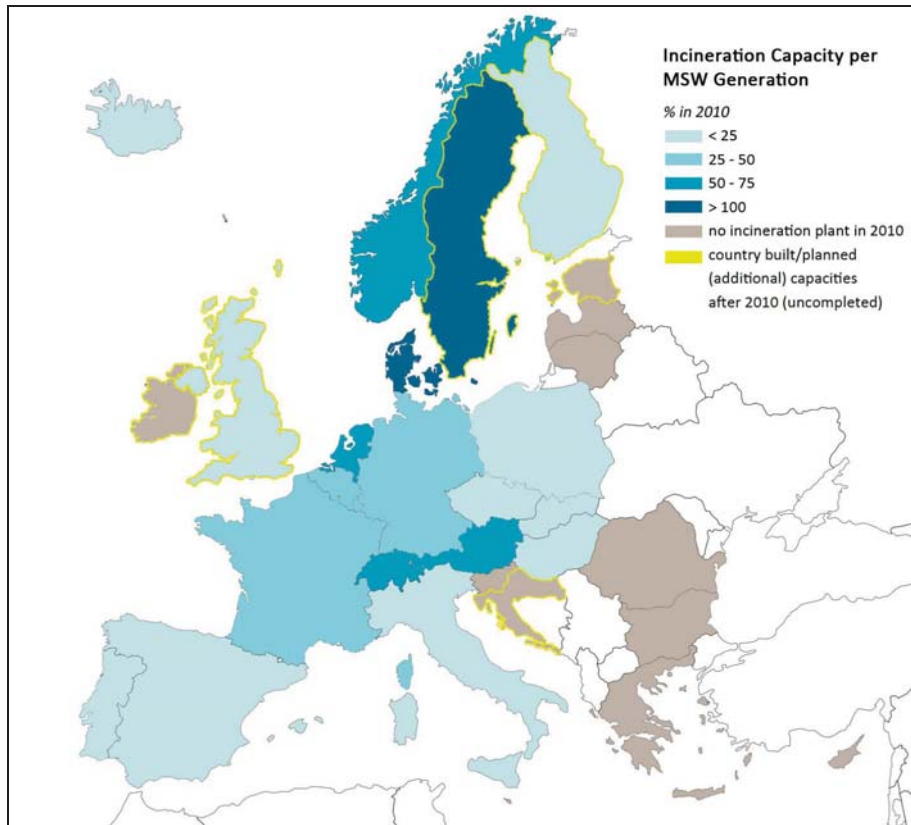 Incineration Capacity per
MSW Generation
% in 2010
< 25
25 - 50
50 - 75
> 100
no incineration plant in 2010
country built/planned
(additional) capacities
after 2010 (uncompleted)